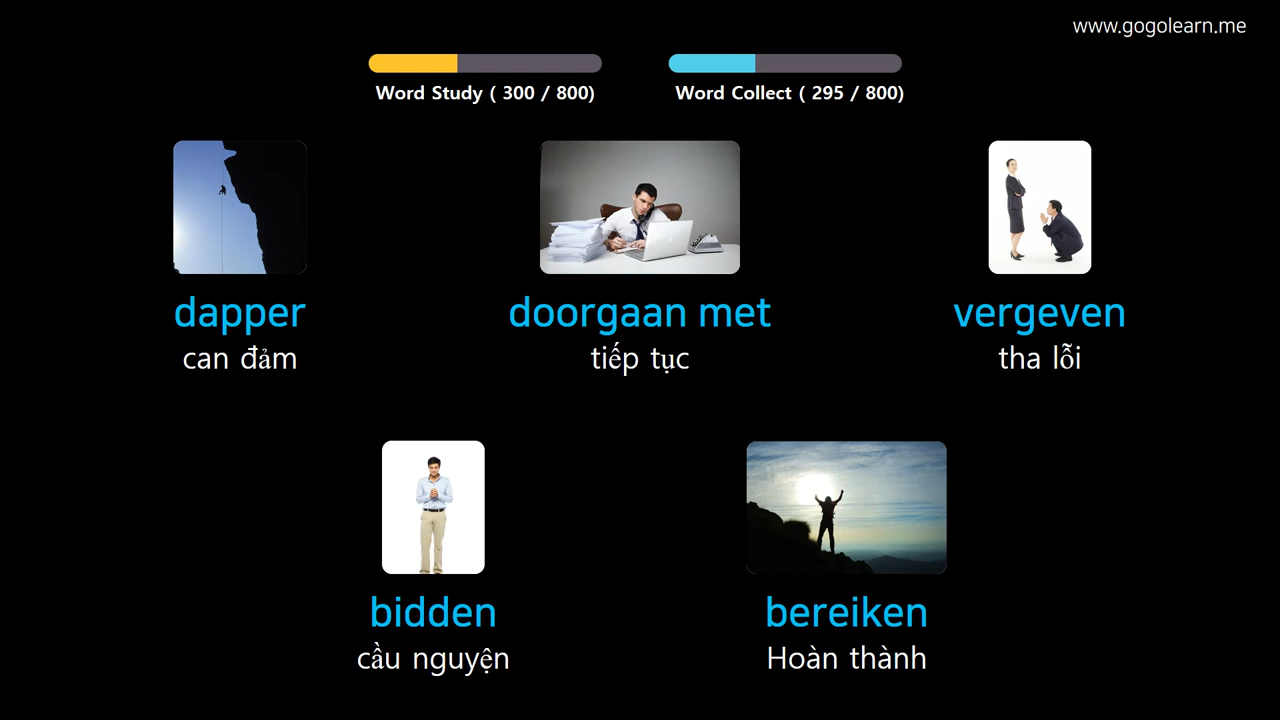 www.gogolearn.me
Word Study ( 300 / 800)
Word Collect ( 295 / 800)
dapper
can đảm
doorgaan met
tiếp tục
vergeven
tha lỗi
bidden
cầu nguyện
bereiken
Hoàn thành